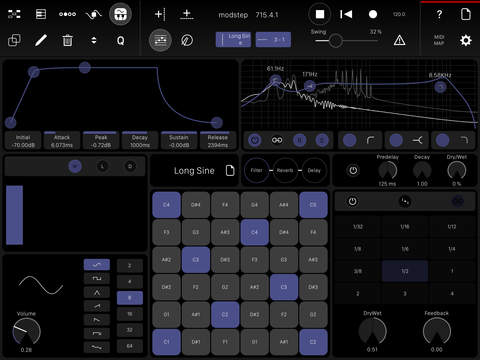 modstep 715.4.1
120.0
Q
Long Sin
e
3 - 1
Swing 32 %
MIDI
MAP
61.1Hz
171Hz
8.58KHz
Initial Attack Peak Decay Sustain Release
-70.00dB 6.073ms -0.72dB 1000ms -0.00dB 2394ms
H L D
Long Sine
Filter Reverb Delay
Predelay Decay Dry/Wet
125 ms 1.00 0 %
C4 D#4 F4 G4 A#4 C5
F3 G3 A#3 C4 D#4 F4
A#2 C3 D#3 F3 G3 A#3
D#2 F2 G2 A#2 C3 D#3
G1 A#1 C2 D#2 F2 G2
C1 D#1 F1 G1 A#1 C2
1/32 1/16 1/12
1/8 1/6 1/4
3/8 1/2 1
2 3 4
Dry/Wet Feedback
0.51 0.00
2
4
8
16
32
64
Volume
0.28